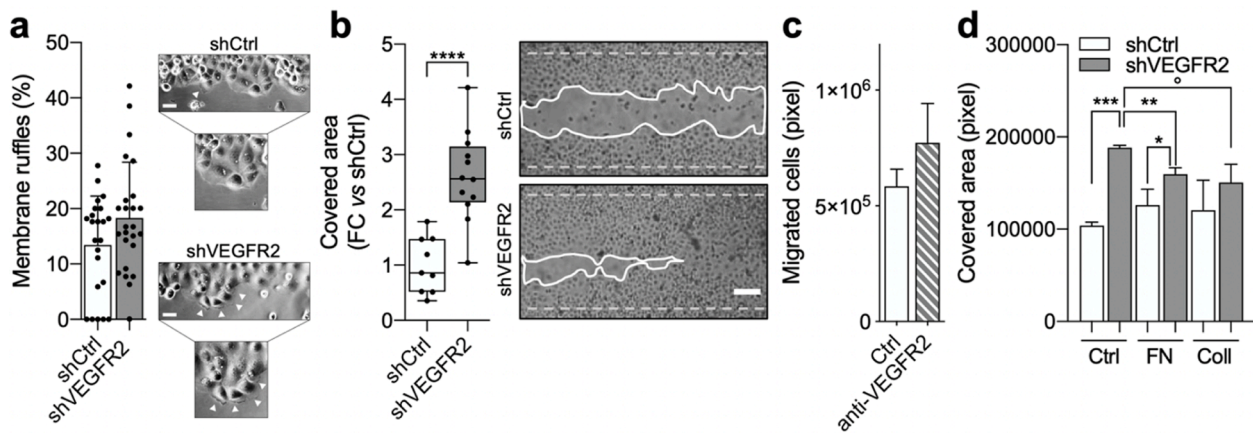 a
Membrane ruffles (%)
50
40
30
20
10
0
shCtrl
shVEGFR2
shCtrl
shVEGFR2
b
Covered area
(FC vs shCtrl)
5
4
3
2
1
0
****
shCtrl
shVEGFR2
shCtrl
shVEGFR2
c
Migrated cells (pixel)
1×10⁶
5×10⁵
0
Ctrl
anti-VEGFR2
d
Covered area (pixel)
300000
200000
100000
0
shCtrl
shVEGFR2
***
**
°
*
Ctrl
FN
Coll